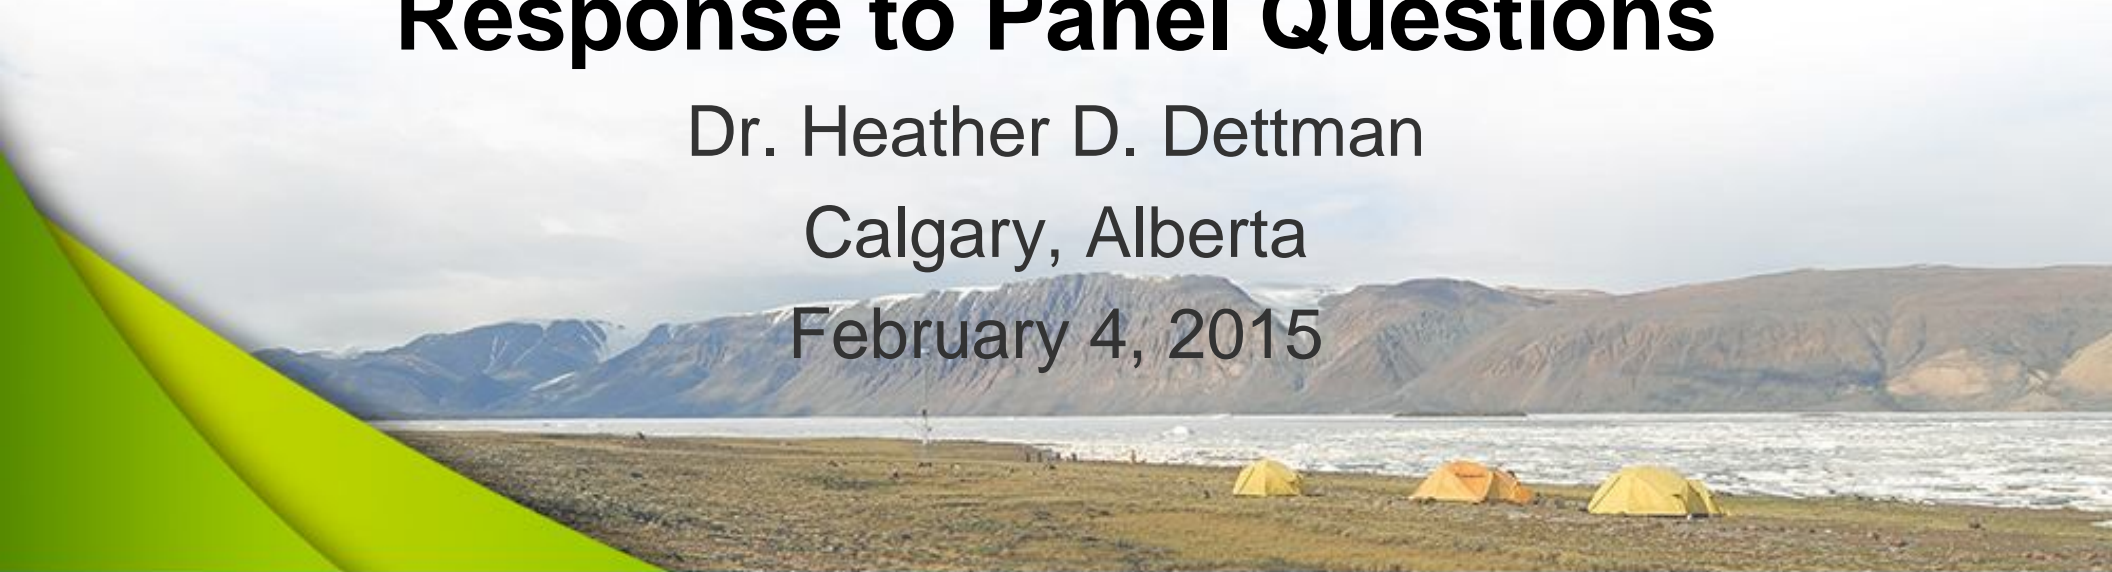 Response to Panel Questions
Dr. Heather D. Dettman
Calgary, Alberta
February 4, 2015